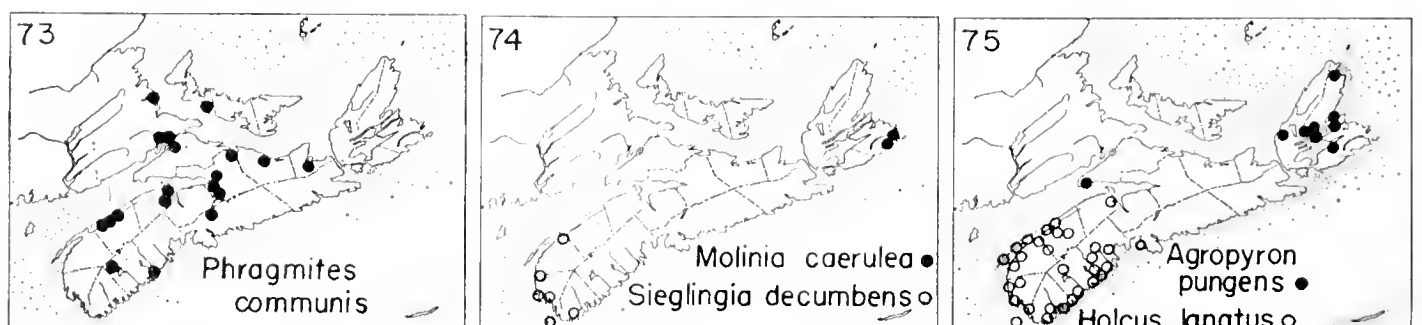 73
Phragmites
communis
74
Molinia caerulea
Sieglingia decumbens
75
Agropyron
pungens
Holcus lanatus